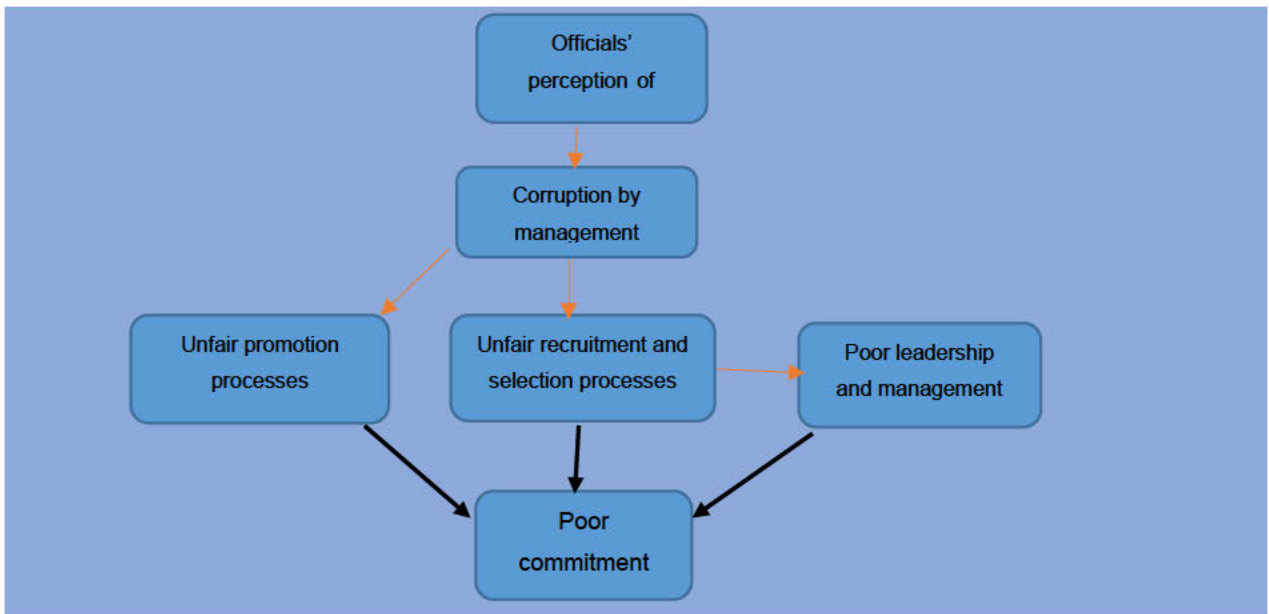 Officials’
perception of
Corruption by
management
Unfair promotion
processes
Unfair recruitment and
selection processes
Poor leadership
and management
Poor
commitment